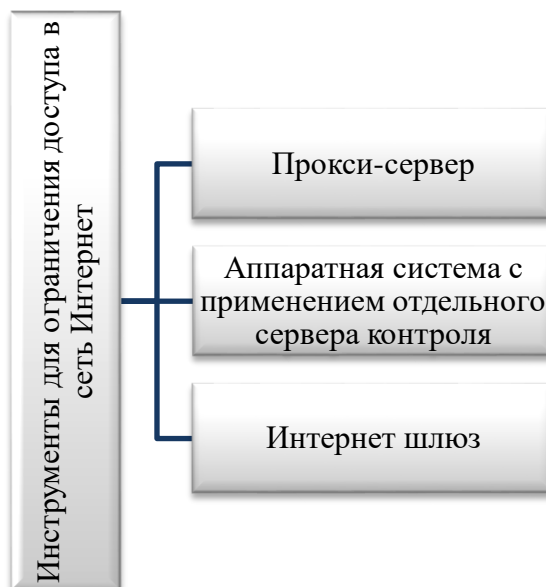 Инструменты для ограничения доступа в
сеть Интернет
Прокси-сервер
Аппаратная система с
применением отдельного
сервера контроля
Интернет шлюз